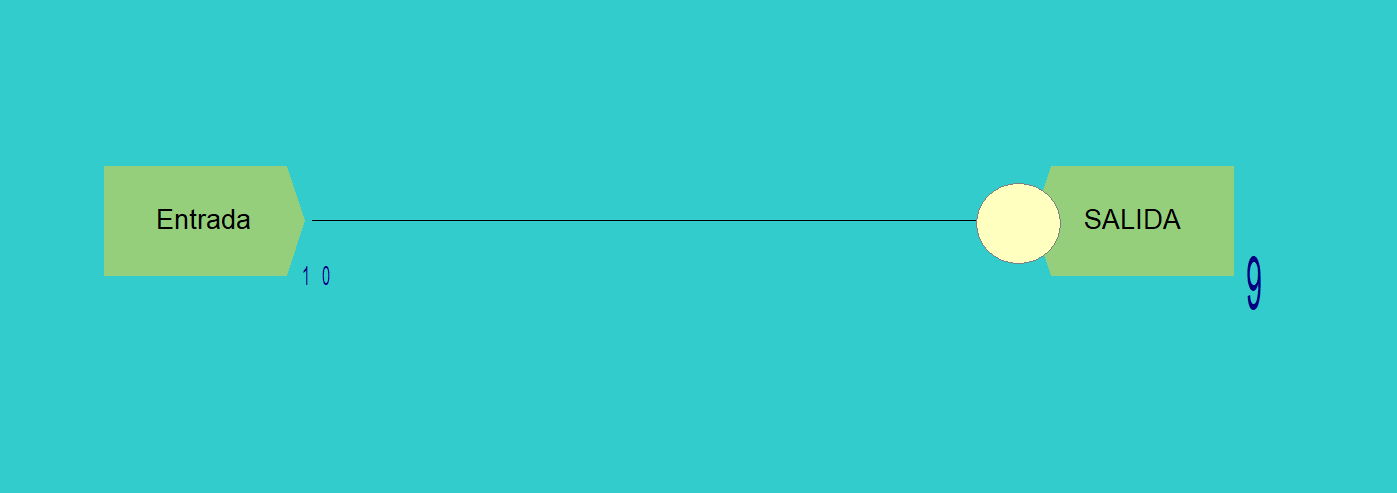 Entrada
SALIDA
1 0
9